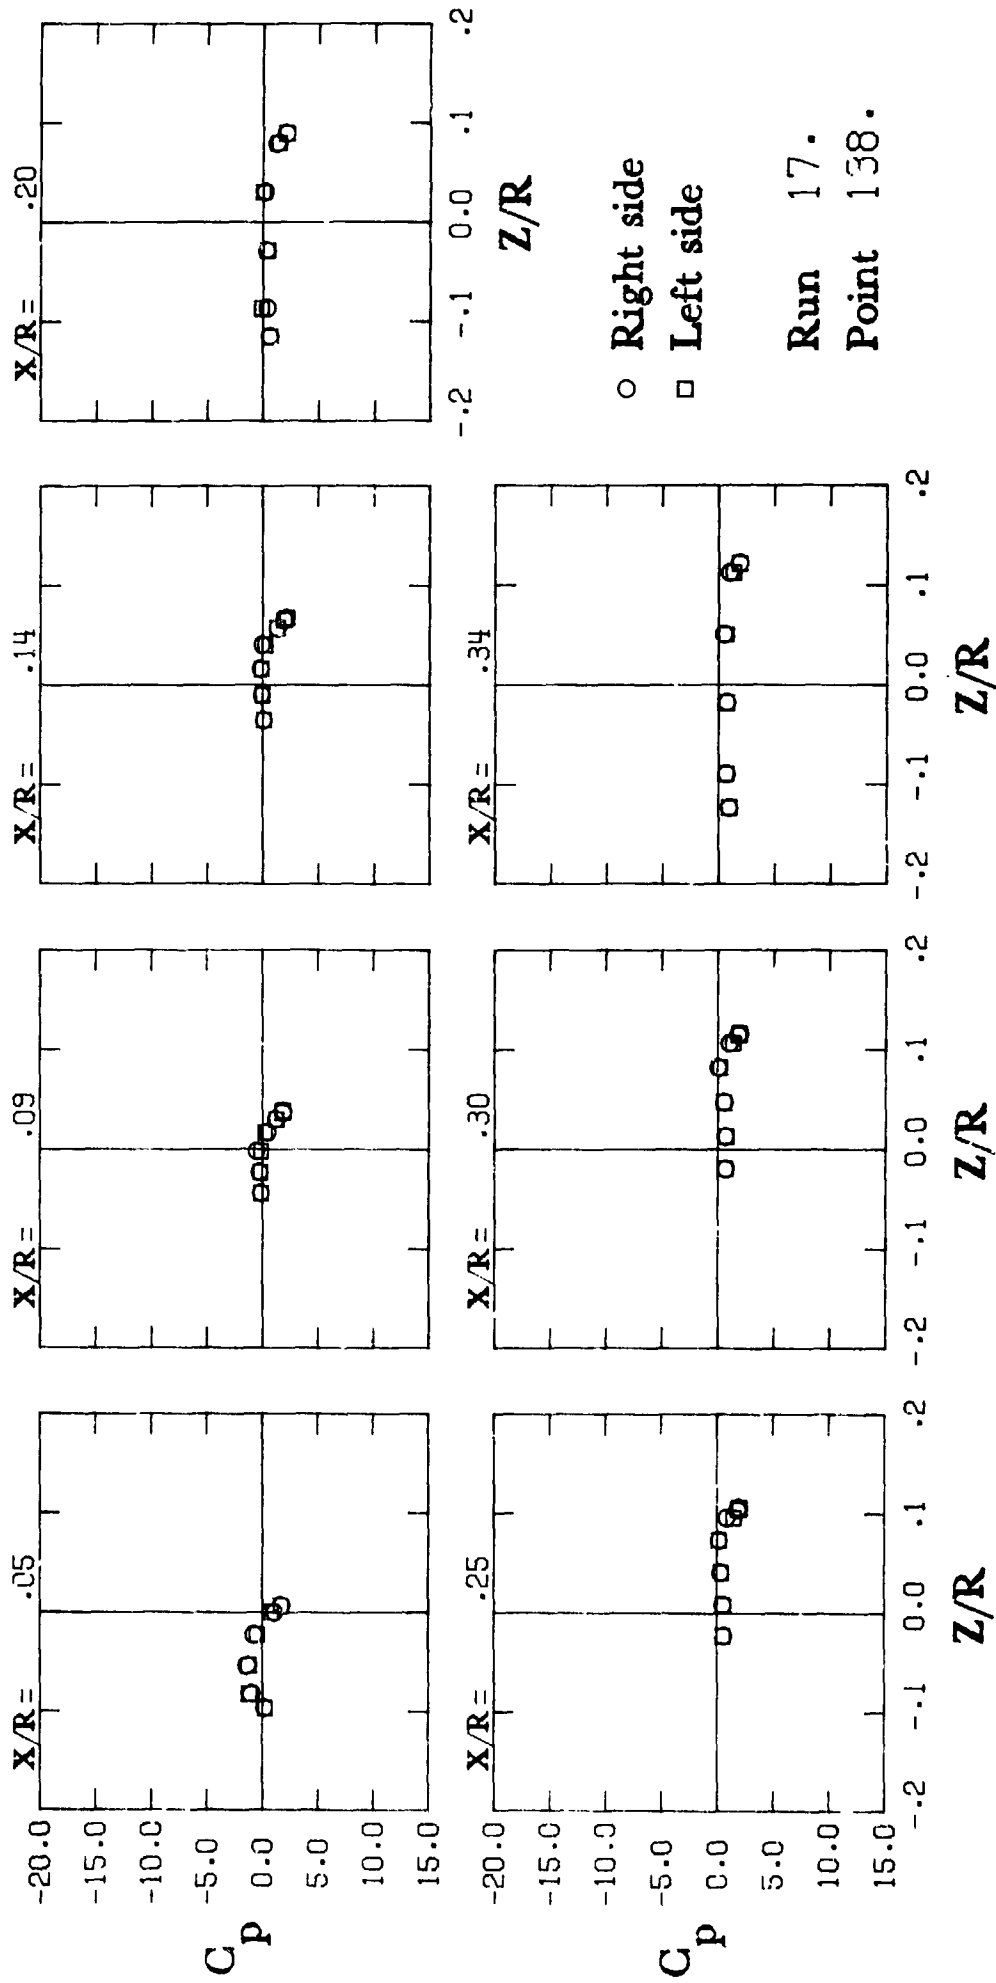 X/R= .05
X/R= .09
X/R= .14
X/R= .20
-20.0
-15.0
-10.0
-5.0
0.0
5.0
10.0
15.0
C p
-.2 -.1 0.0 .1 .2
Z/R
X/R= .25
X/R= .30
X/R= .34
-20.0
-15.0
-10.0
-5.0
0.0
5.0
10.0
15.0
C p
-.2 -.1 0.0 .1 .2
Z/R
-.2 -.1 0.0 .1 .2
Z/R
-.2 -.1 0.0 .1 .2
Z/R
Right side
Left side
Run 17.
Point 138.